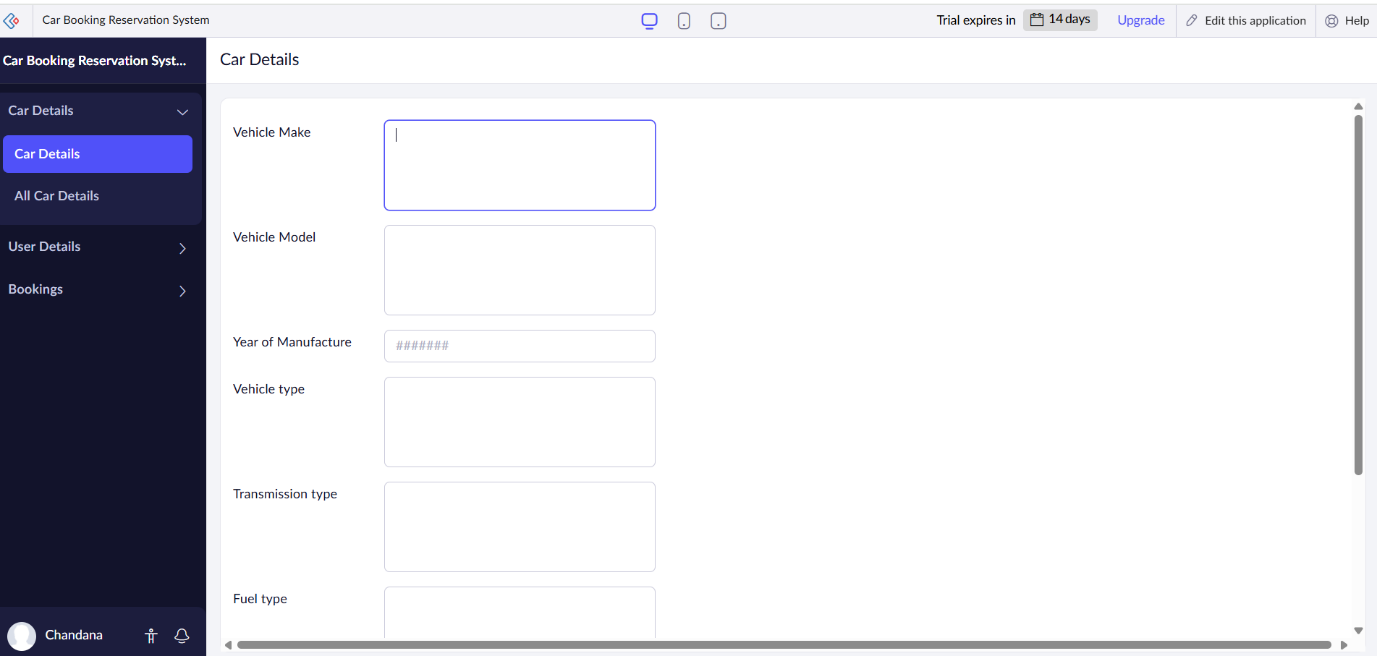 Car Booking Reservation System
Trial expires in 14 days Upgrade Edit this application Help
Car Booking Reservation Syst...
Car Details
Car Details
Car Details
All Car Details
User Details
Bookings
Vehicle Make
Vehicle Model
Year of Manufacture #######
Vehicle type
Transmission type
Fuel type
Chandana